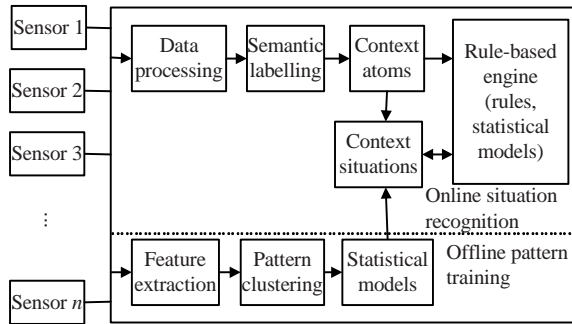 Sensor 1
Sensor 2
Sensor 3
...
Sensor n
Data
processing
Semantic
labelling
Context
atoms
Rule-based
engine
(rules,
statistical
models)
Context
situations
Online situation
recognition
Feature
extraction
Pattern
clustering
Statistical
models
Offline pattern
training